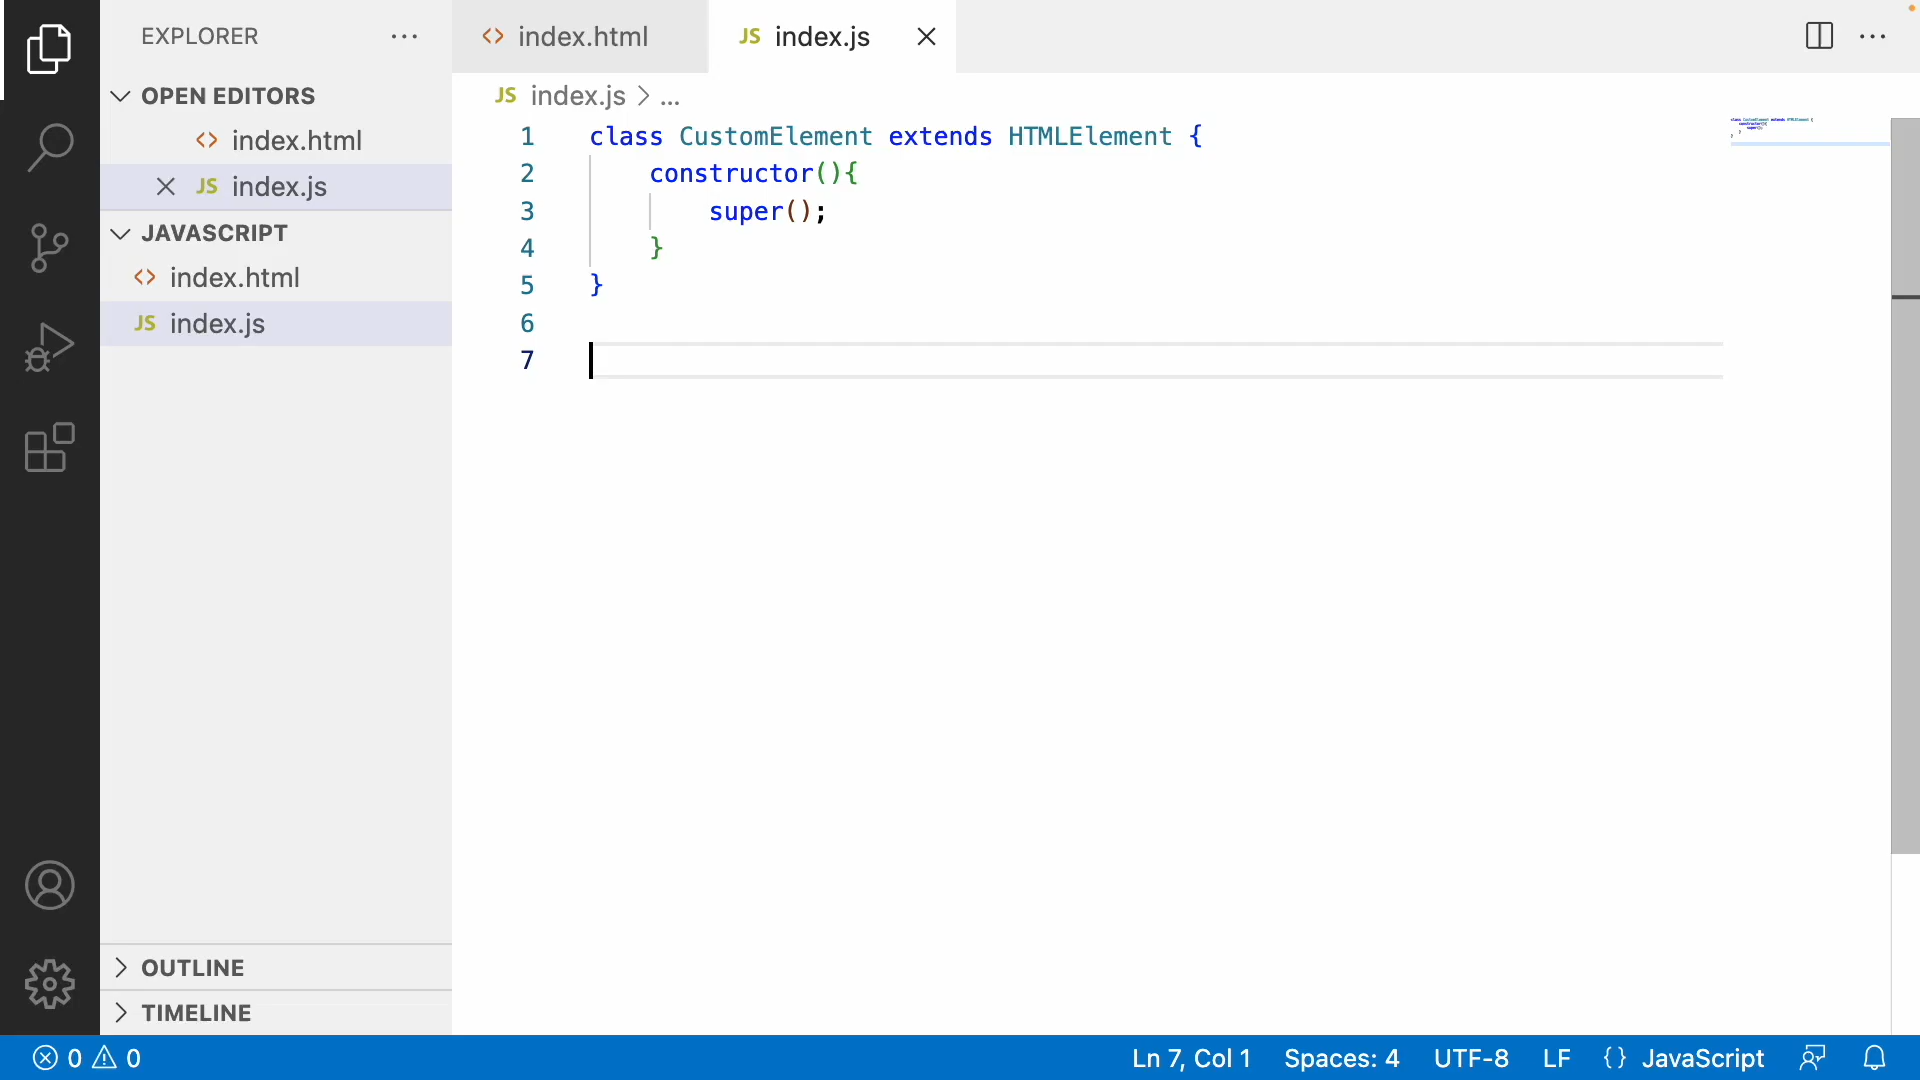 EXPLORER
OPEN EDITORS
index.html
JS index.js
JAVASCRIPT
index.html
JS index.js
OUTLINE
TIMELINE
index.html
JS index.js
JS index.js > ...
1 class CustomElement extends HTMLElement {
2 constructor(){
3 super();
4 }
5 }
6
7
0 0
Ln 7, Col 1 Spaces: 4 UTF-8 LF {} JavaScript